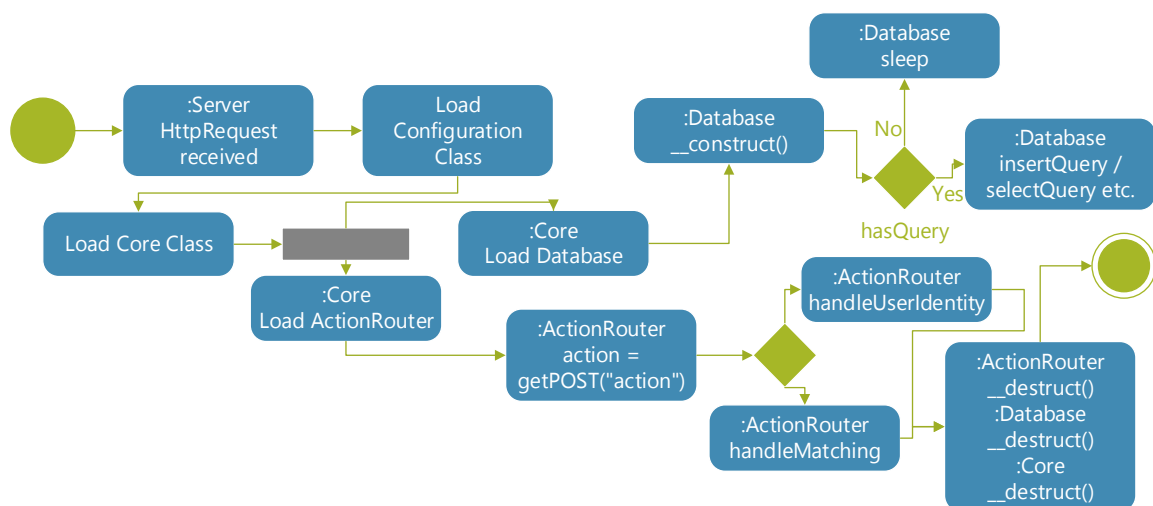 :Database
sleep
:Server
HttpRequest
received
Load
Configuration
Class
:Database
__construct()
No
:Database
insertQuery /
selectQuery etc.
Yes
Load Core Class
:Core
Load Database
hasQuery
:Core
Load ActionRouter
:ActionRouter
handleUserIdentity
:ActionRouter
action =
getPOST("action")
:ActionRouter
__destruct()
:Database
__destruct()
:Core
__destruct()
:ActionRouter
handleMatching